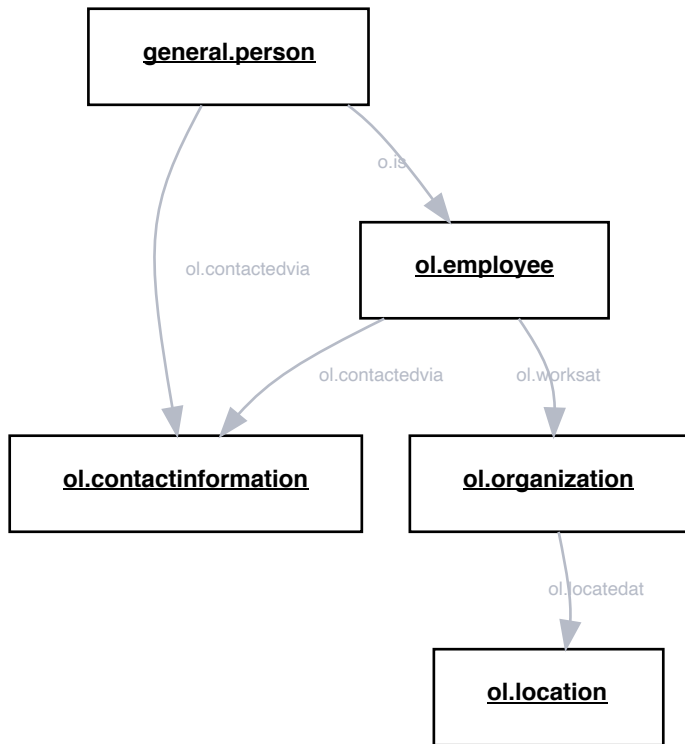 general.person
o.is
ol.employee
ol.contactedvia
ol.contactedvia
ol.worksat
ol.contactinformation
ol.organization
ol.locatedat
ol.location